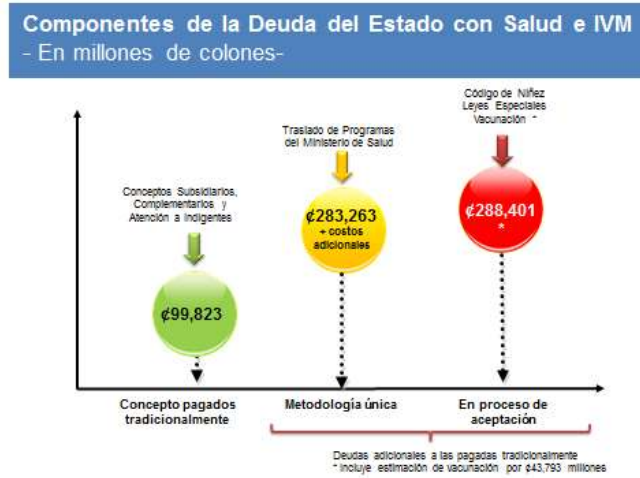 Componentes de la Deuda del Estado con Salud e IVM
- En millones de colones-
Código de Niñez
Leyes Especiales
Vacunación *
Traslado de Programas
del Ministerio de Salud
Conceptos Subsidiarios,
Complementarios y
Atención a Indigentes
¢283,263
+ costos
adicionales
¢288,401
*
¢99,823
Concepto pagados
tradicionalmente
Metodología única
En proceso de
aceptación
Deudas adicionales a las pagadas tradicionalmente
* Incluye estimación de vacunación por ¢43,793 millones